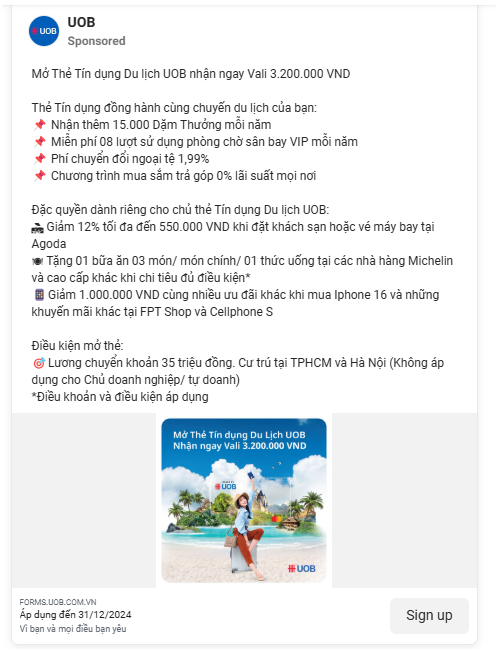 UOB
UOB
Sponsored
Mở Thẻ Tín dụng Du lịch UOB nhận ngay Vali 3.200.000 VND
Thẻ Tín dụng đồng hành cùng chuyến du lịch của bạn:
📌 Nhận thêm 15.000 Dặm Thưởng mỗi năm
📌 Miễn phí 08 lượt sử dụng phòng chờ sân bay VIP mỗi năm
📌 Phí chuyển đổi ngoại tệ 1,99%
📌 Chương trình mua sắm trả góp 0% lãi suất mọi nơi
Đặc quyền dành riêng cho chủ thẻ Tín dụng Du lịch UOB:
Giảm 12% tối đa đến 550.000 VND khi đặt khách sạn hoặc vé máy bay tại
Agoda
🍽 Tặng 01 bữa ăn 03 món/ món chính/ 01 thức uống tại các nhà hàng Michelin
và cao cấp khác khi chi tiêu đủ điều kiện*
Giảm 1.000.000 VND cùng nhiều ưu đãi khác khi mua Iphone 16 và những
khuyến mãi khác tại FPT Shop và Cellphone S
Điều kiện mở thẻ:
🎯 Lương chuyển khoản 35 triệu đồng. Cư trú tại TPHCM và Hà Nội (Không áp
dụng cho Chủ doanh nghiệp/ tự doanh)
*Điều khoản và điều kiện áp dụng
Mở Thẻ Tín dụng Du Lịch UOB
Nhận ngay Vali 3.200.000 VND
UOB
UOB
FORMS.UOB.COM.VN
Áp dụng đến 31/12/2024
Vì bạn và mọi điều bạn yêu
Sign up